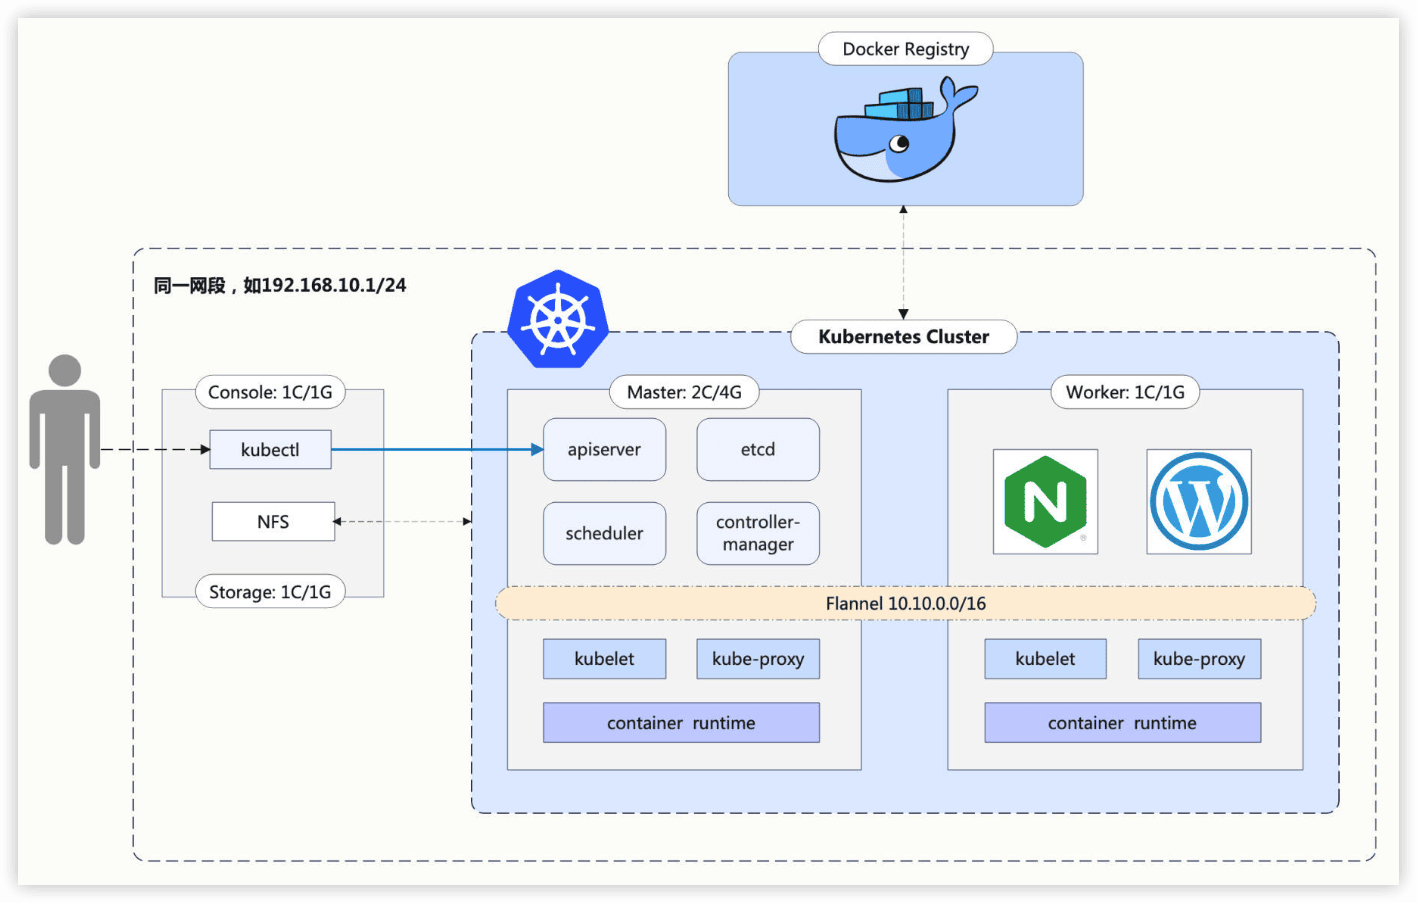 Docker Registry
同一网段，如192.168.10.1/24
Kubernetes Cluster
Console: 1C/1G
kubectl
NFS
Storage: 1C/1G
Master: 2C/4G
apiserver
etcd
scheduler
controller-
manager
Worker: 1C/1G
N
®
W
Flannel 10.10.0.0/16
kubelet
kube-proxy
container runtime
kubelet
kube-proxy
container runtime